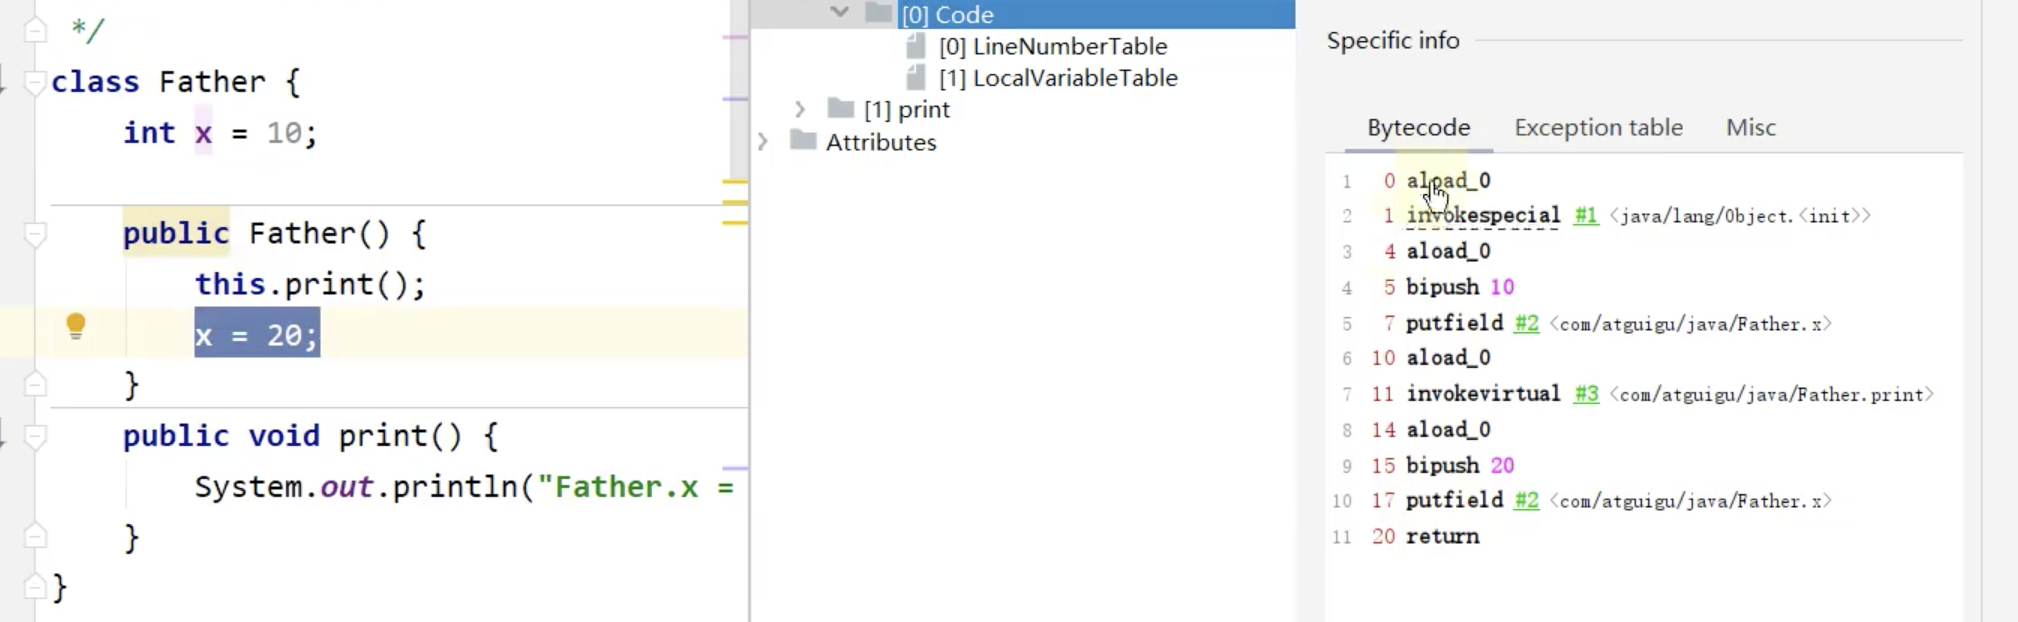 */
class Father {
int x = 10;
public Father() {
this.print();
x = 20;
}
public void print() {
System.out.println("Father.x =
}
}
[0] Code
[0] LineNumberTable
[1] LocalVariableTable
[1] print
Attributes
Specific info
Bytecode Exception table Misc
1 0 aload_0
2 1 invokespecial #1 <java/lang/Object.<init>>
3 4 aload_0
4 5 bipush 10
5 7 putfield #2 <com/atguigu/java/Father.x>
6 10 aload_0
7 11 invokevirtual #3 <com/atguigu/java/Father.print>
8 14 aload_0
9 15 bipush 20
10 17 putfield #2 <com/atguigu/java/Father.x>
11 20 return